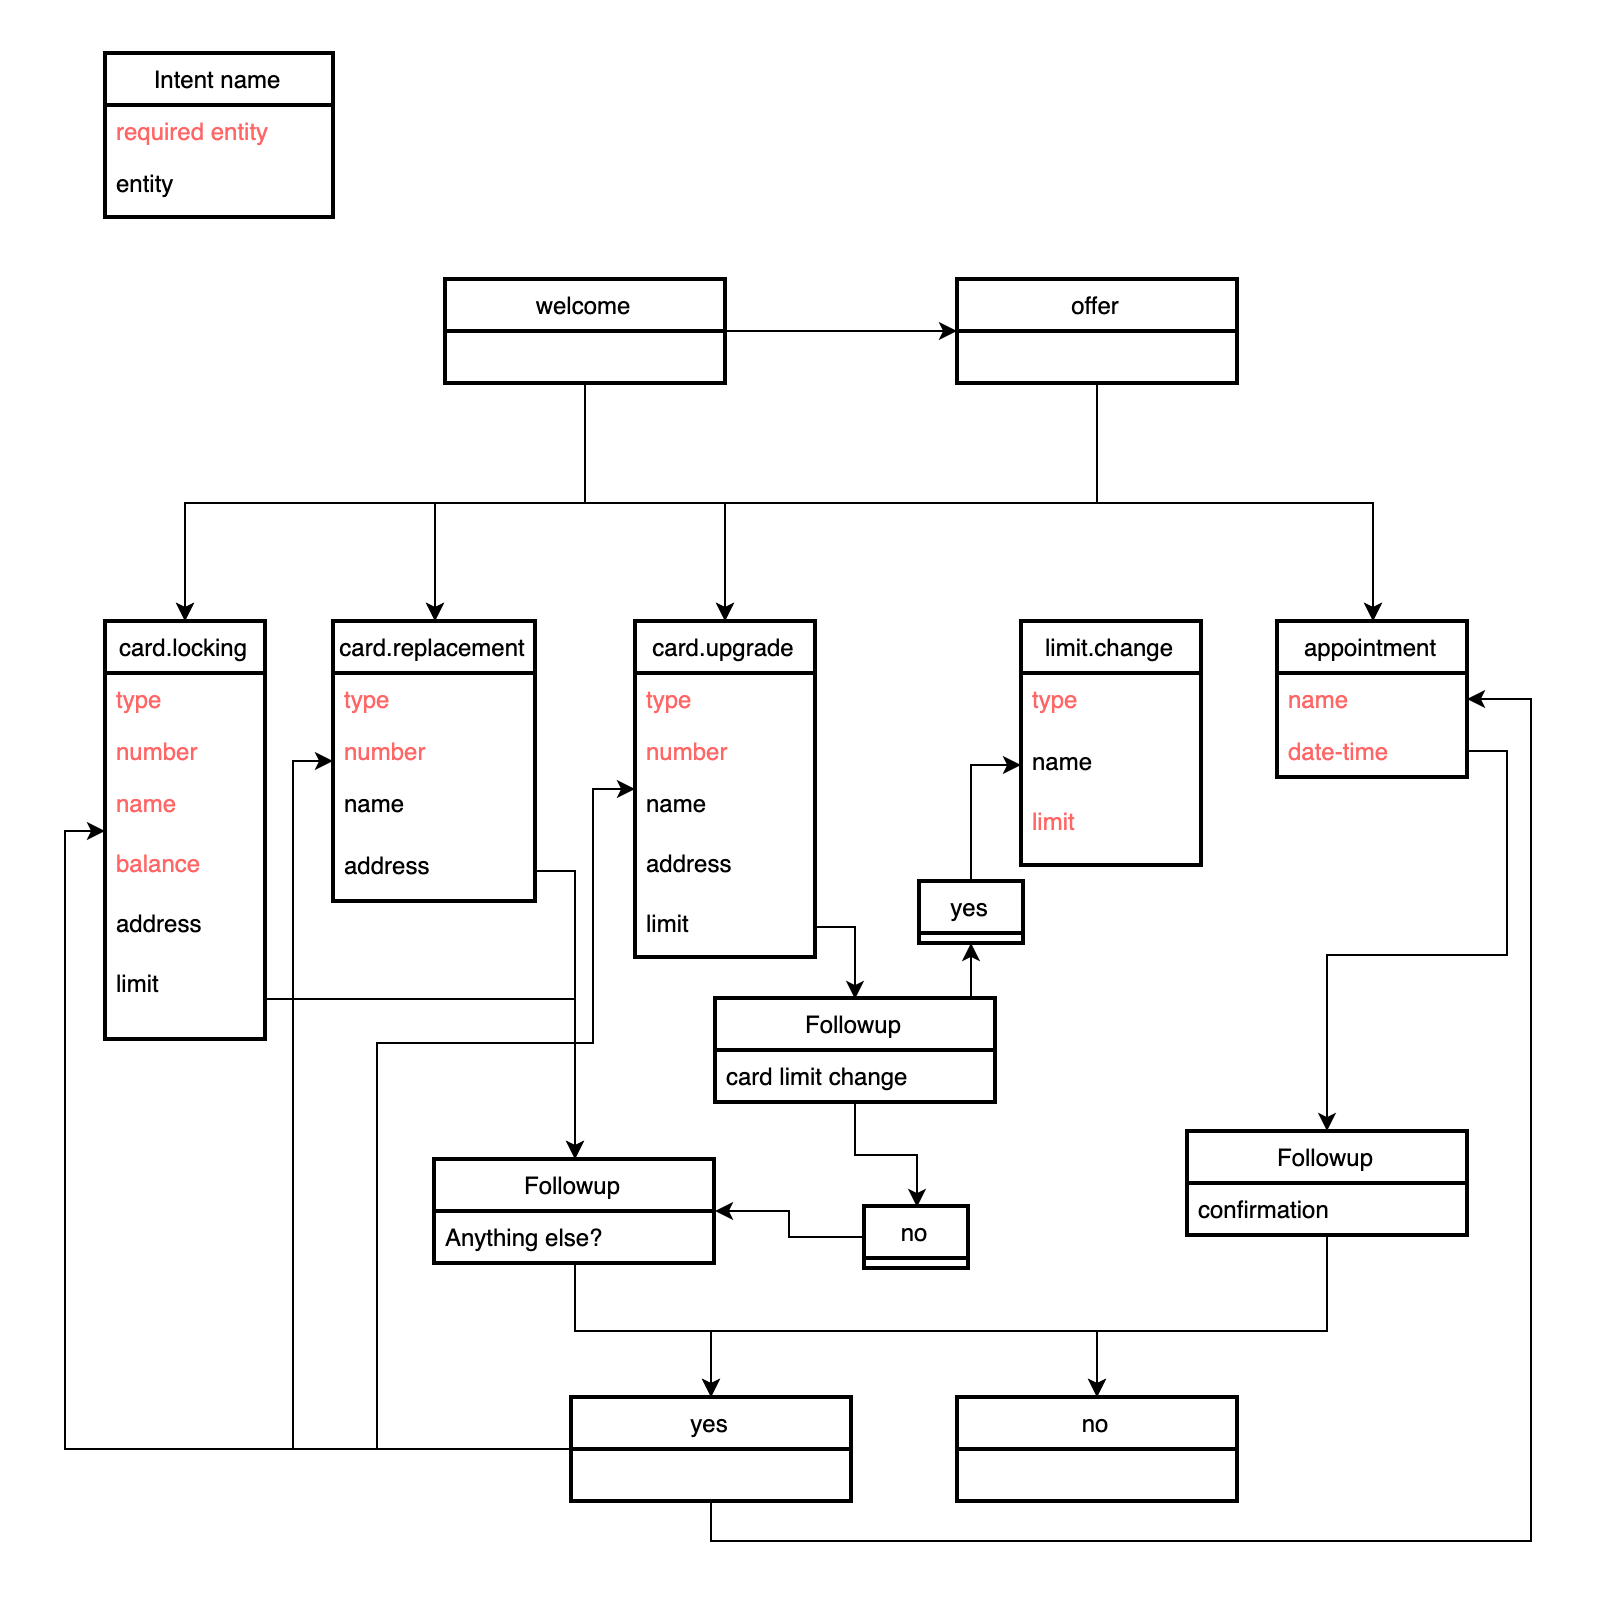 Intent name
required entity
entity
welcome
offer
card.locking
type
number
name
balance
address
limit
card.replacement
type
number
name
address
card.upgrade
type
number
name
address
limit
limit.change
type
name
limit
appointment
name
date-time
yes
Followup
card limit change
Followup
Anything else?
no
Followup
confirmation
yes
no